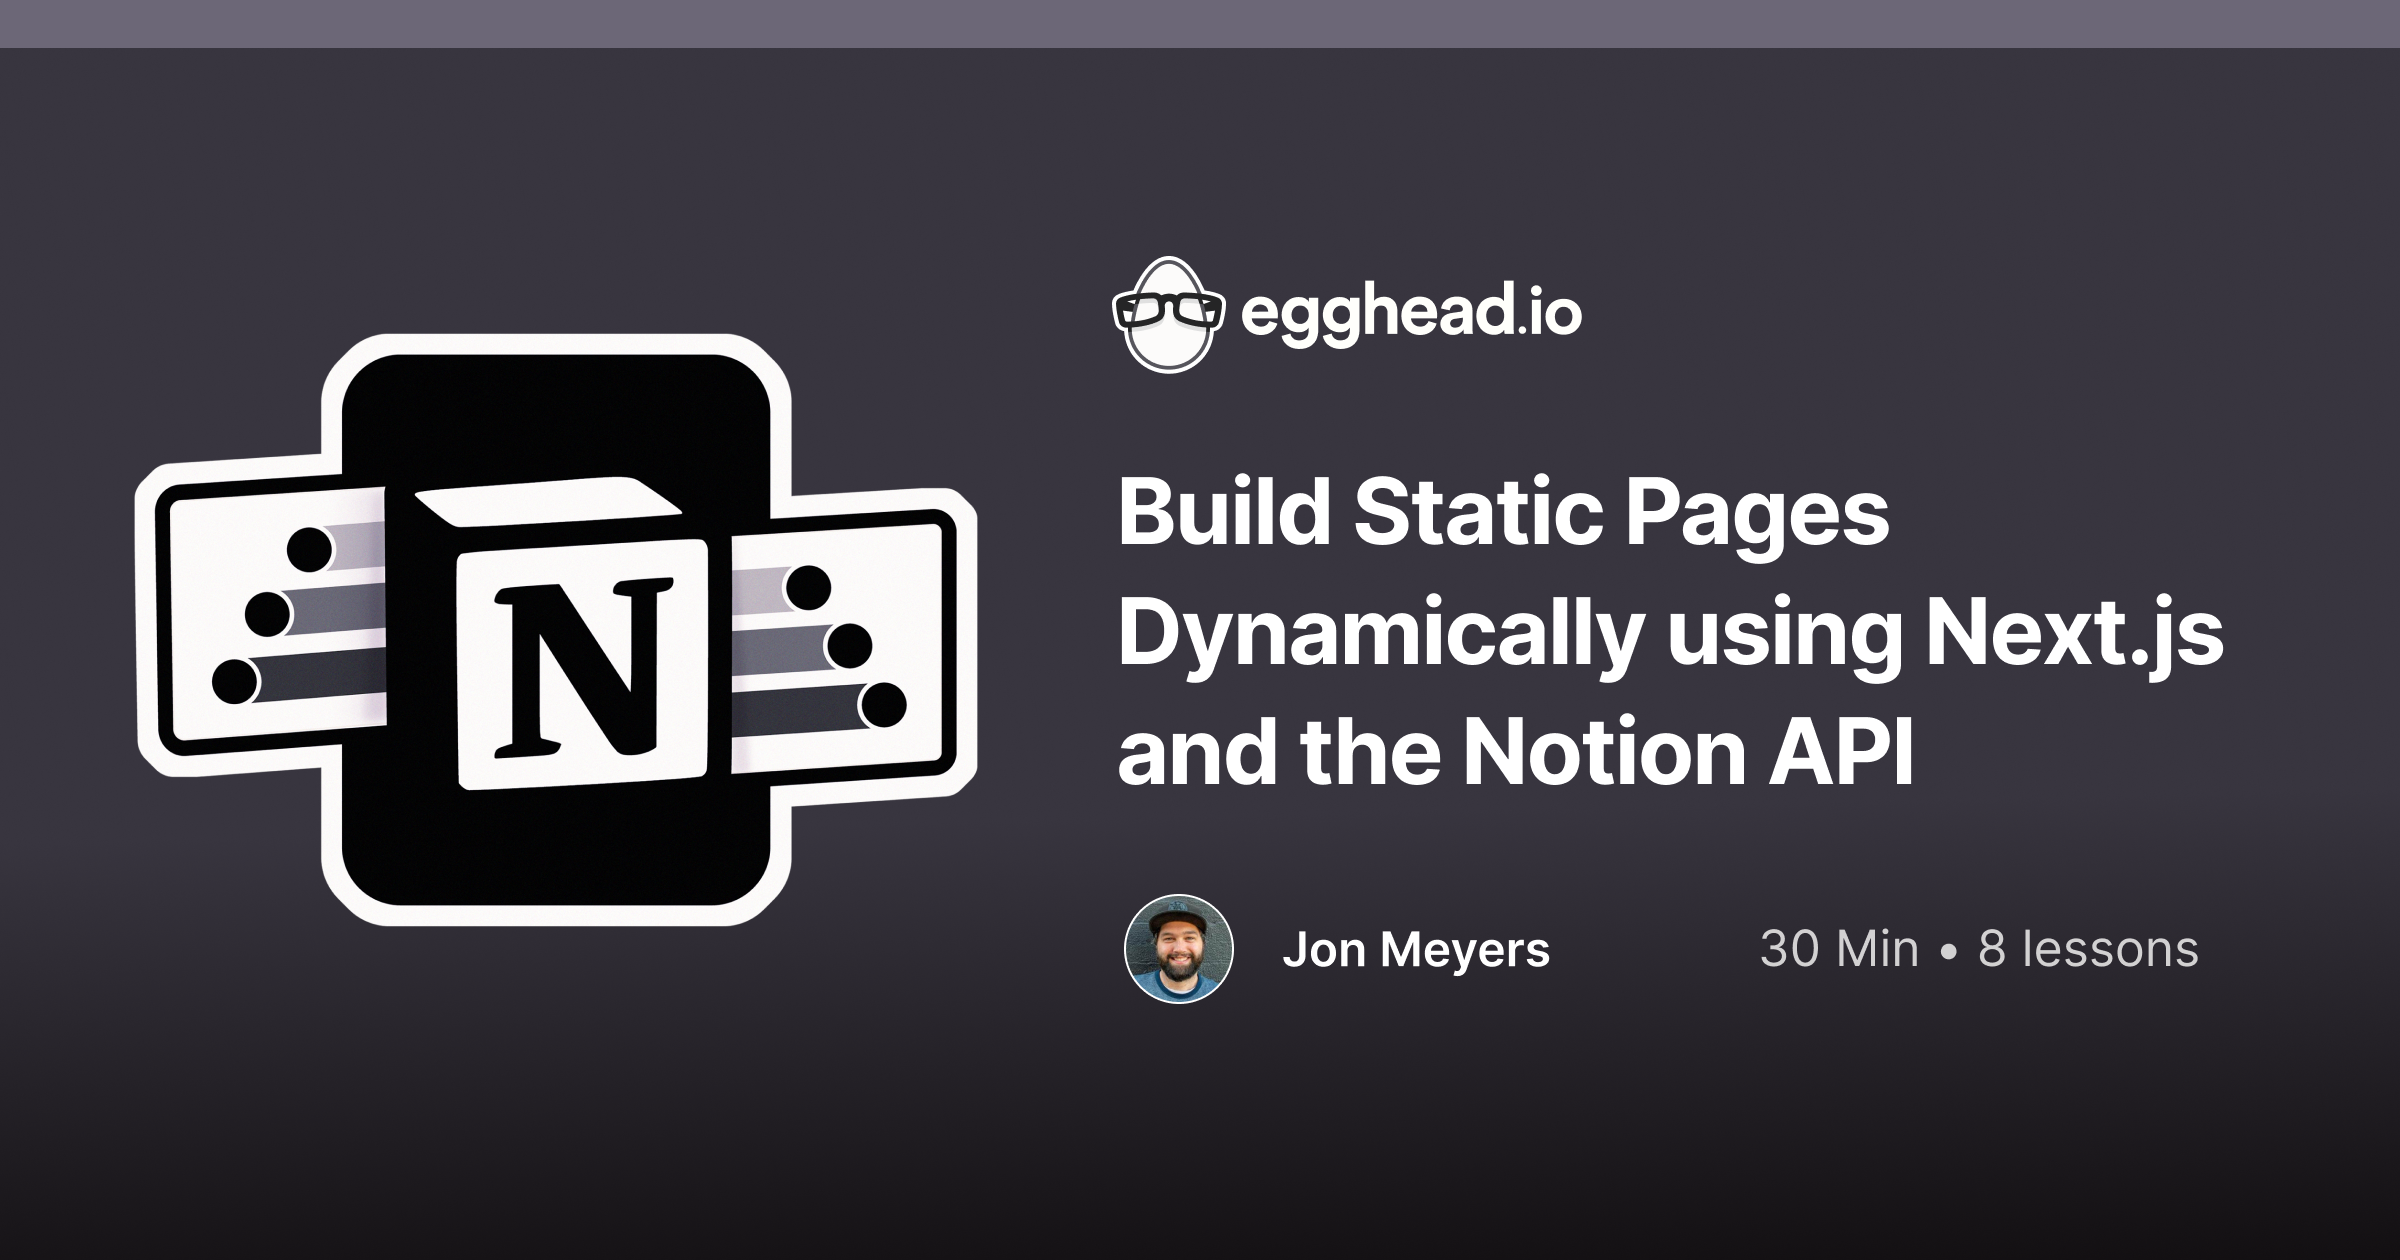 egghead.io
N
Build Static Pages
Dynamically using Next.js
and the Notion API
Jon Meyers
30 Min • 8 lessons